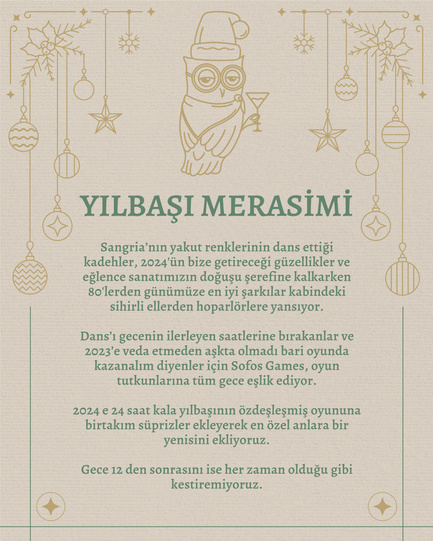 YILBAŞI MERASİMİ
Sangria'nın yakut renklerinin dans ettiği
kadehler, 2024'ün bize getireceği güzellikler ve
eğlence sanatımızın doğuşu şerefine kalkarken
80'lerden günümüze en iyi şarkılar kabindeki
sihirli ellerden hoparlörlere yansıyor.
Dans'ı gecenin ilerleyen saatlerine bırakanlar ve
2023'e veda etmeden aşkta olmadı bari oyunda
kazanalım diyenler için Sofos Games, oyun
tutkunlarına tüm gece eşlik ediyor.
2024 e 24 saat kala yılbaşının özdeşleşmiş oyununa
birtakım süprizler ekleyerek en özel anlara bir
yenisini ekliyoruz.
Gece 12 den sonrasını ise her zaman olduğu gibi
kestiremiyoruz.